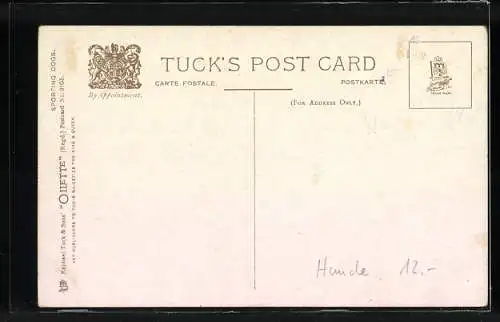 TUCK'S POST CARD
CARTE POSTALE.
POSTKARTE.
(FOR ADDRESS ONLY.)
By Appointment.
SPORTING DOGS.
Raphael Tuck & Sons' "OILETTE" [Regd.] Postcard No.
ART PUBLISHERS TO THEIR MAJESTIES THE KING & QUEEN.
Hunde 12.-